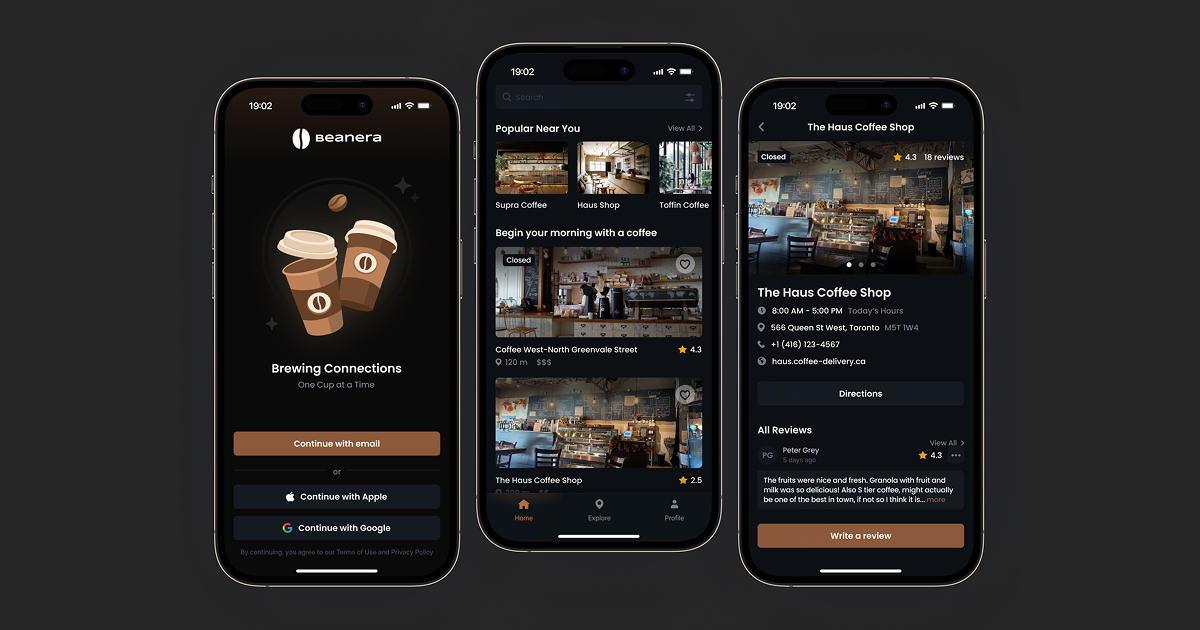 19:02
Beanera
Brewing Connections
One Cup at a Time
Continue with email
or
Continue with Apple
Continue with Google
By continuing, you agree to our Terms of Use and Privacy Policy
19:02
Search
Popular Near You
View All
Supra Coffee
Haus Shop
Toffin Coffee
Begin your morning with a coffee
Closed
Coffee West-North Greenvale Street
4.3
120 m $$$
The Haus Coffee Shop
2.5
200 m $$
Home
Explore
Profile
19:02
The Haus Coffee Shop
Closed
4.3 18 reviews
The Haus Coffee Shop
8:00 AM - 5:00 PM Today's Hours
566 Queen St West, Toronto M5T 1W4
+1 (416) 123-4567
haus.coffee-delivery.ca
Directions
All Reviews
View All
PG
Peter Grey
5 days ago
4.3
The fruits were nice and fresh. Granola with fruit and
milk was so delicious! Also S tier coffee, might actually
be one of the best in town, if not so I think it is... more
Write a review